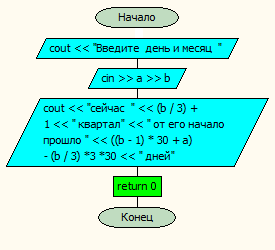 Начало
cout << "Введите день и месяц "
cin >> a >> b
cout << "сейчас " << (b / 3) +
1 << " квартал" << " от его начало
прошло " << ((b - 1) * 30 + a)
- (b / 3) *3 *30 << " дней"
return 0
Конец